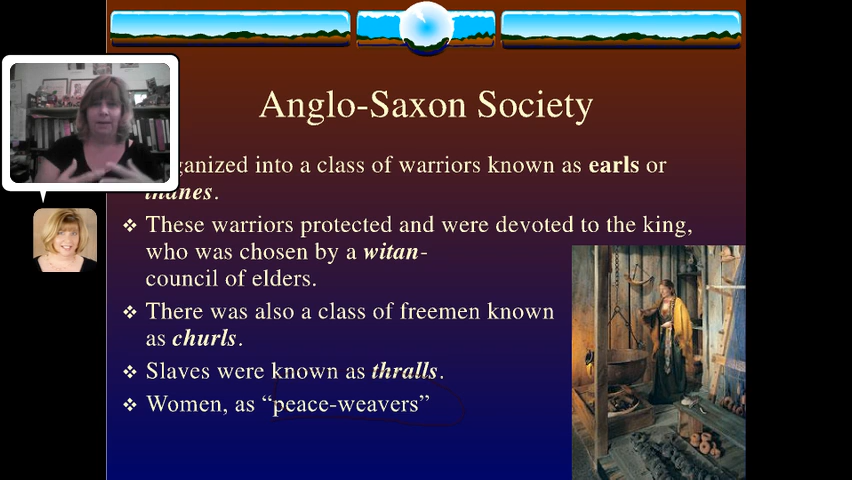 Anglo-Saxon Society
ganized into a class of warriors known as earls or
thanes.
❖ These warriors protected and were devoted to the king,
who was chosen by a witan-
council of elders.
❖ There was also a class of freemen known
as churls.
❖ Slaves were known as thralls.
❖ Women, as “peace-weavers”